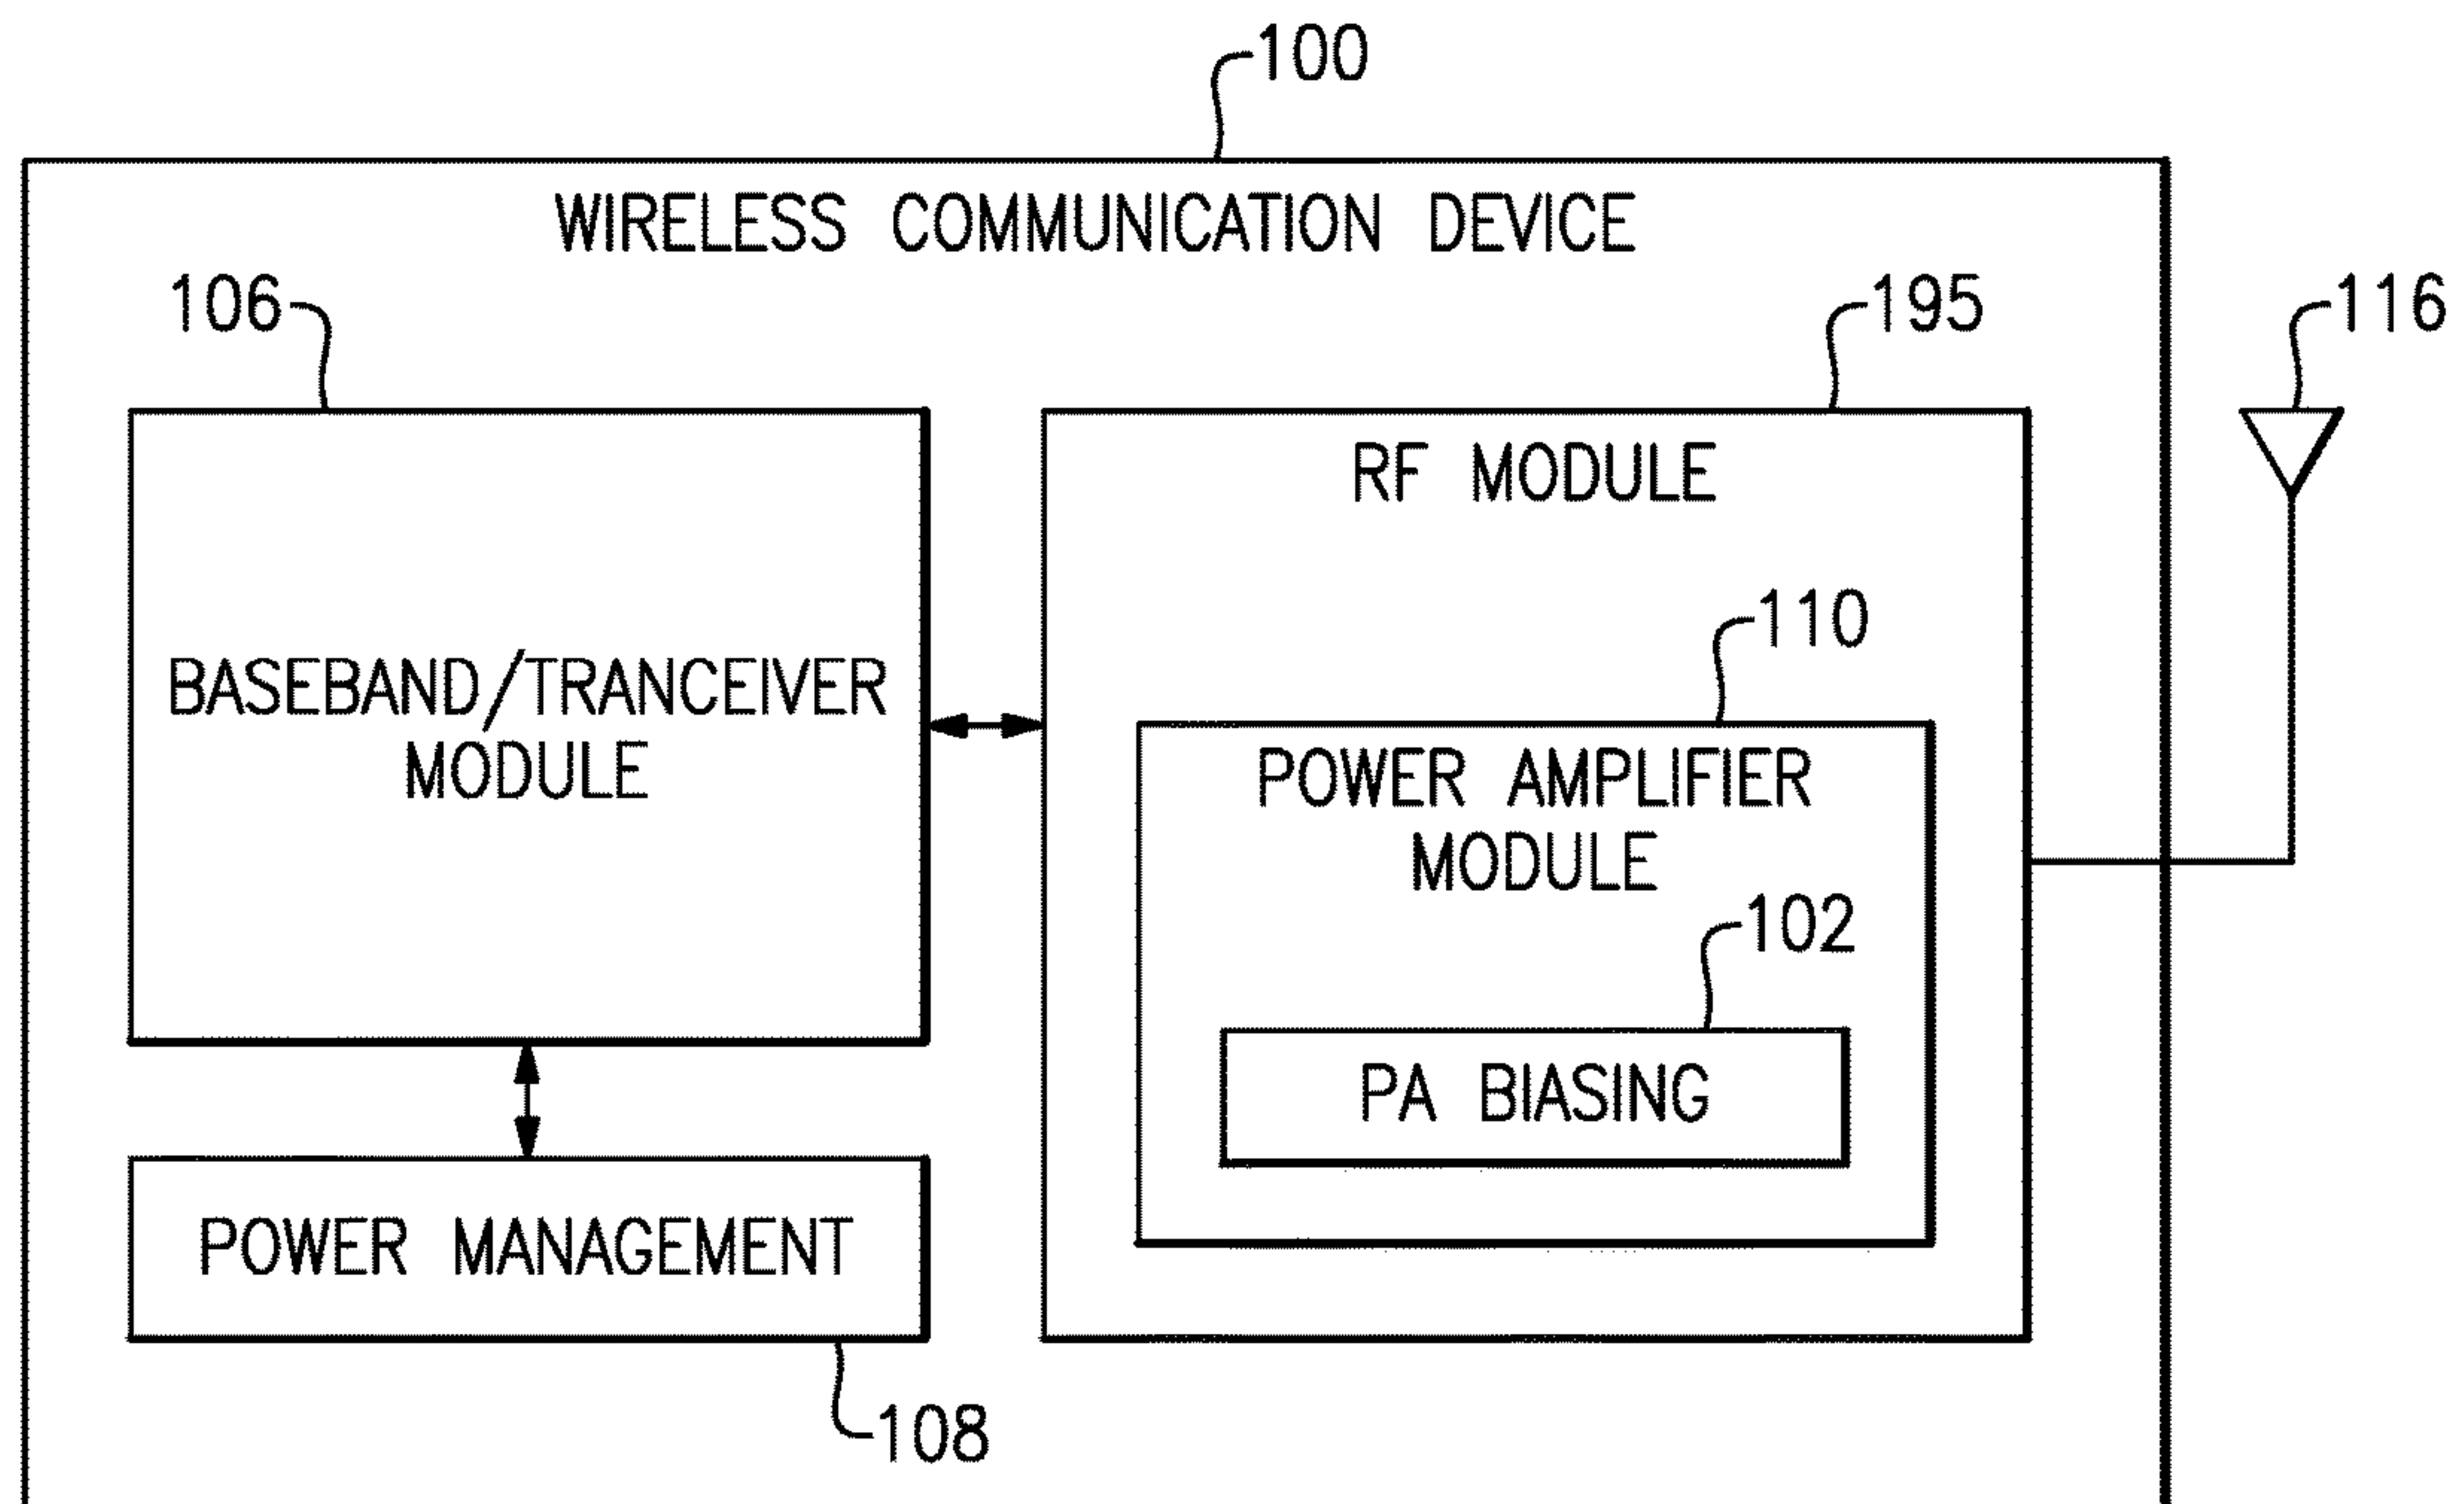 100
WIRELESS COMMUNICATION DEVICE
106
195
116
RF MODULE
110
BASEBAND/TRANCEIVER
MODULE
POWER AMPLIFIER
MODULE
102
PA BIASING
POWER MANAGEMENT
108